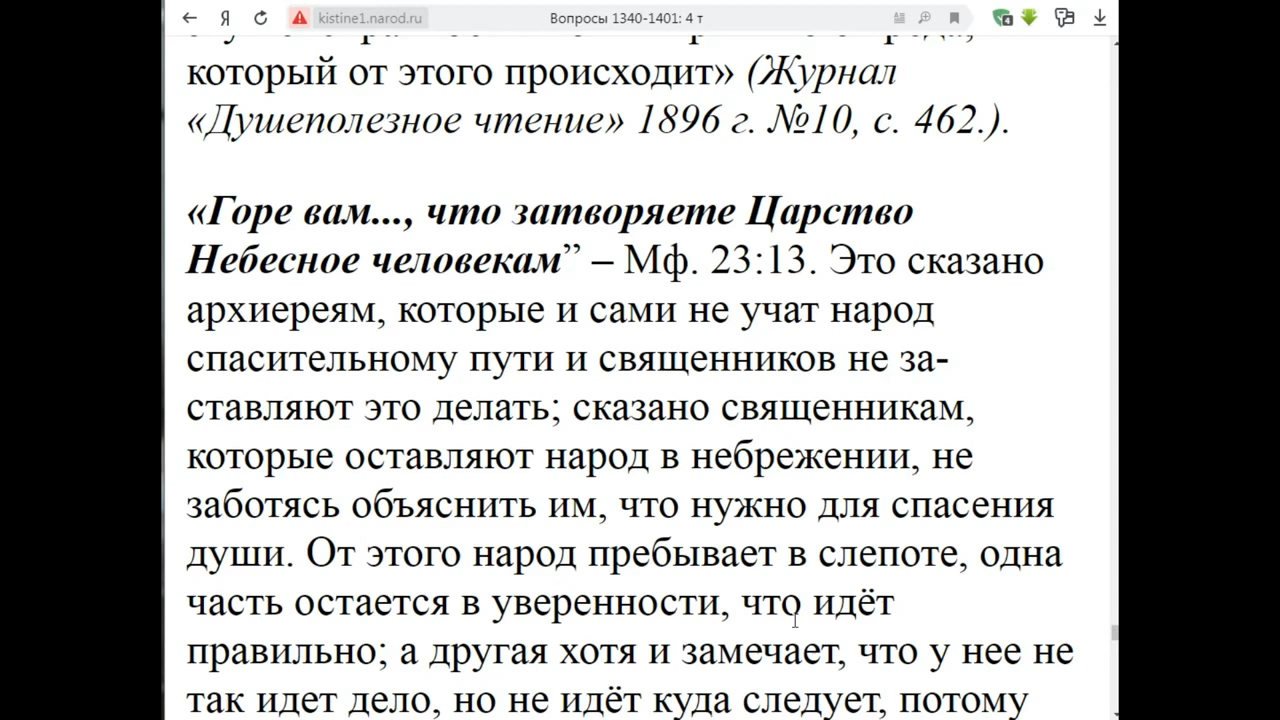 kistine1.narod.ru
Вопросы 1340-1401: 4 т
который от этого происходит» (Журнал
«Душеполезное чтение» 1896 г. №10, с. 462.).
«Горе вам..., что затворяете Царство
Небесное человекам” – Мф. 23:13. Это сказано
архиереям, которые и сами не учат народ
спасительному пути и священников не за-
ставляют это делать; сказано священникам,
которые оставляют народ в небрежении, не
заботясь объяснить им, что нужно для спасения
души. От этого народ пребывает в слепоте, одна
часть остается в уверенности, что идёт
правильно; а другая хотя и замечает, что у нее не
так идет дело, но не идёт куда следует, потому